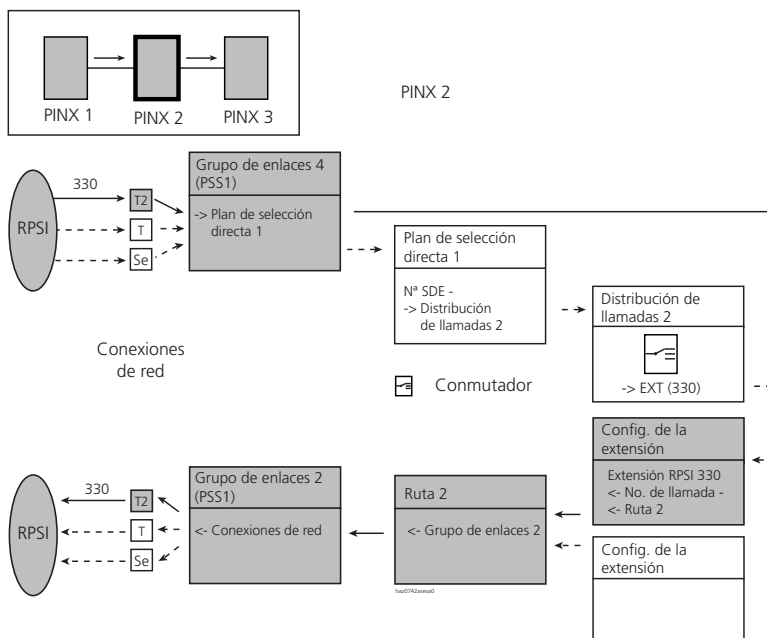 PINX 1
PINX 2
PINX 3
PINX 2
330
RPSI
T2
T
Se
Grupo de enlaces 4
(PSS1)
-> Plan de selección
directa 1
Plan de selección
directa 1
Nª SDE -
-> Distribución
de llamadas 2
Distribución de
llamadas 2
-> EXT (330)
Conexiones
de red
Conmutador
Config. de la
extensión
Extensión RPSI 330
<- No. de llamada -
<- Ruta 2
330
RPSI
T2
T
Se
Grupo de enlaces 2
(PSS1)
<- Conexiones de red
Ruta 2
<- Grupo de enlaces 2
Config. de la
extensión
haz0742aesea0